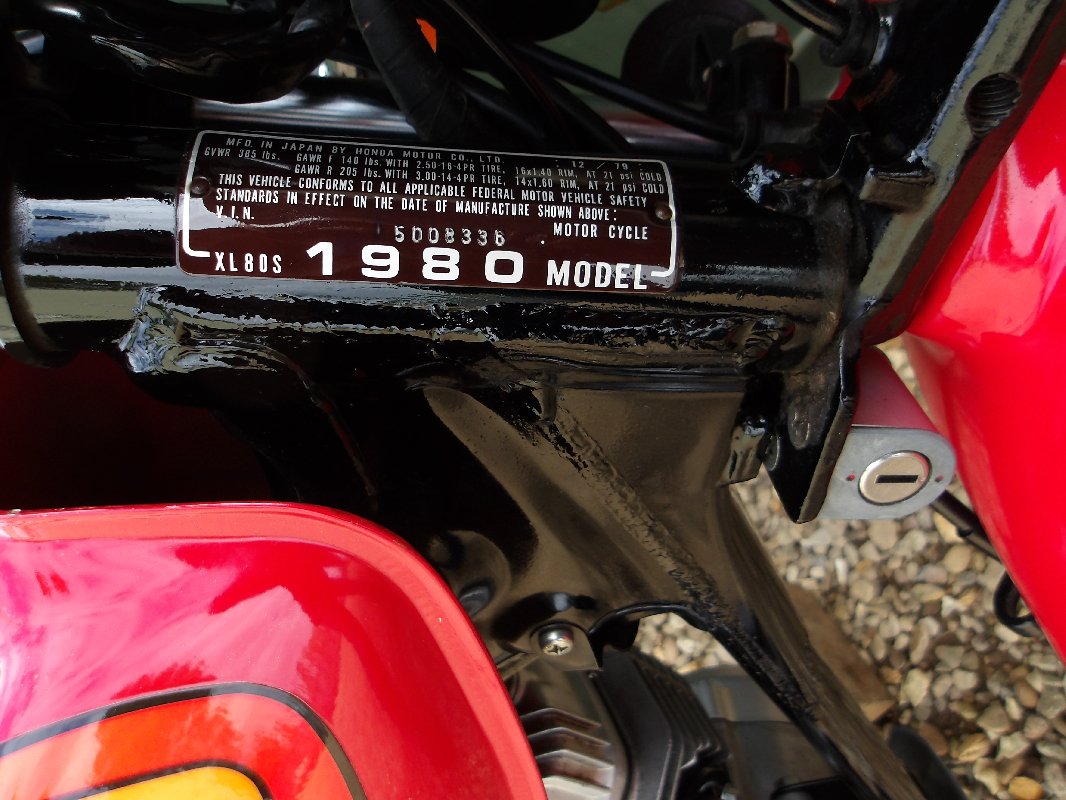 MFD. IN JAPAN BY HONDA MOTOR CO., LTD. 12 / 79
GVWR 385 lbs. GAWR F 140 lbs. WITH 2.50-16-4PR TIRE, 16x1.40 RIM, AT 21 psi COLD
GAWR R 205 lbs. WITH 3.00-14-4PR TIRE, 14x1.60 RIM, AT 21 psi COLD
THIS VEHICLE CONFORMS TO ALL APPLICABLE FEDERAL MOTOR VEHICLE SAFETY
STANDARDS IN EFFECT ON THE DATE OF MANUFACTURE SHOWN ABOVE:
V.I.N.
5008336 . MOTOR CYCLE
XL80S 1980 MODEL